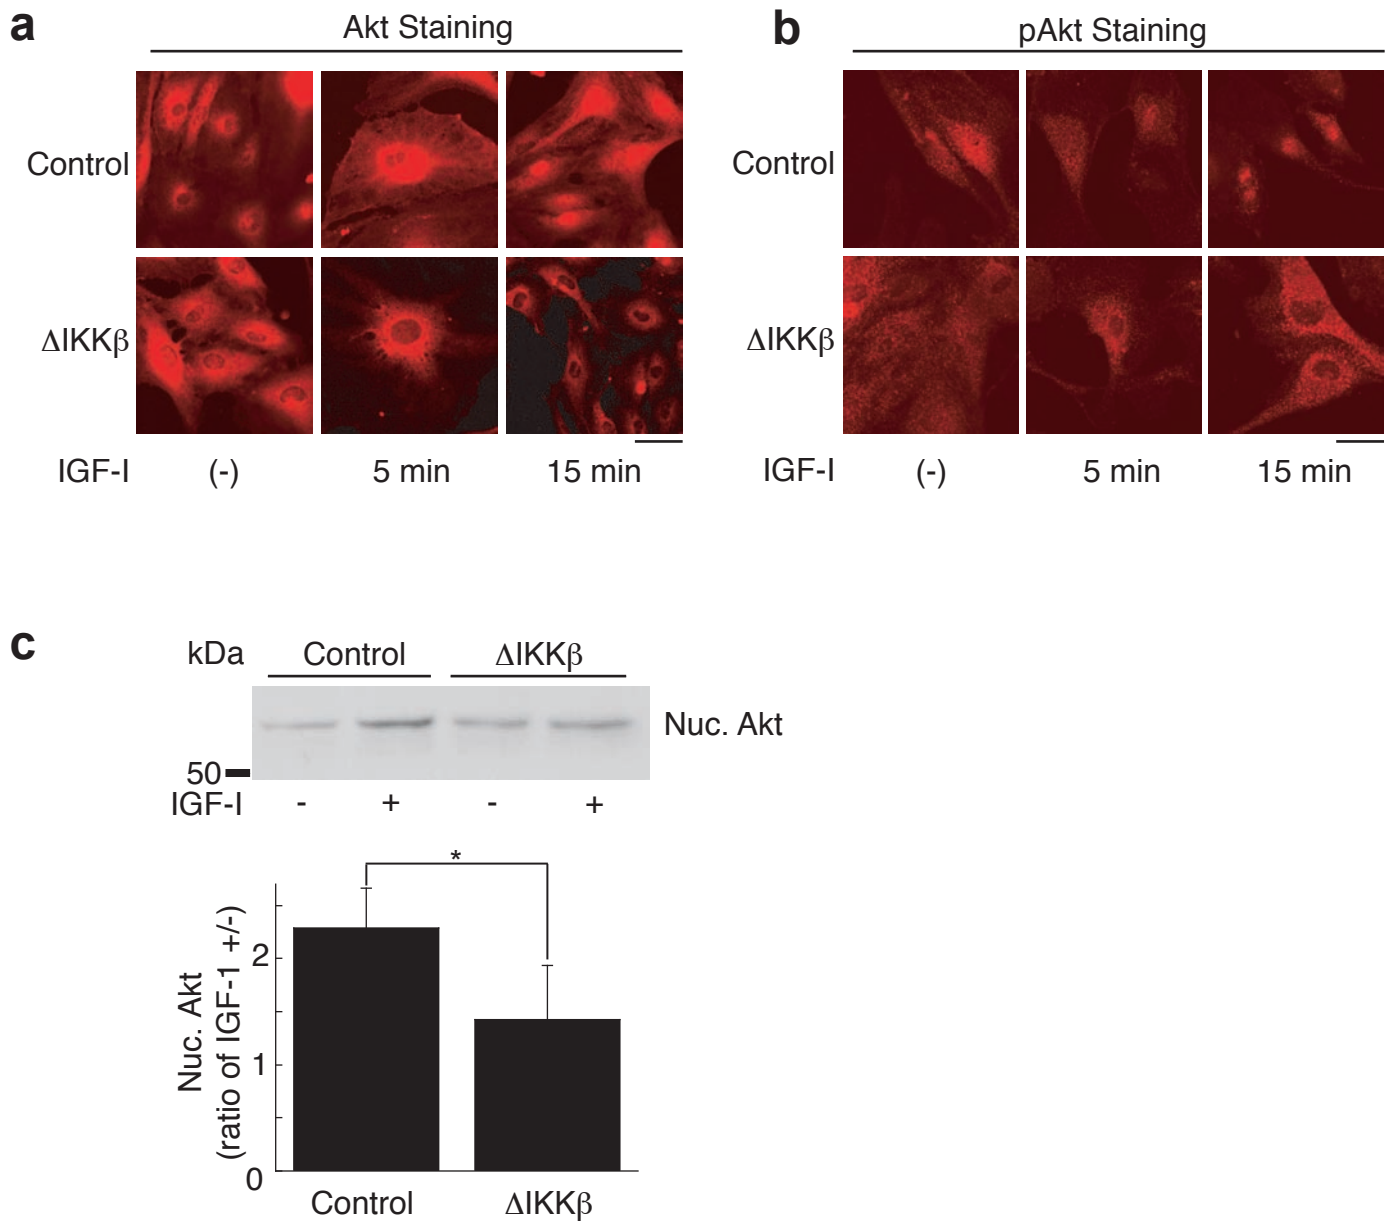 a
Akt Staining
Control
ΔIKKβ
IGF-I (-) 5 min 15 min
b
pAkt Staining
Control
ΔIKKβ
IGF-I (-) 5 min 15 min
c
kDa Control ΔIKKβ
Nuc. Akt
50
IGF-I - + - +
*
Nuc. Akt
(ratio of IGF-1 +/-)
2
1
0
Control ΔIKKβ